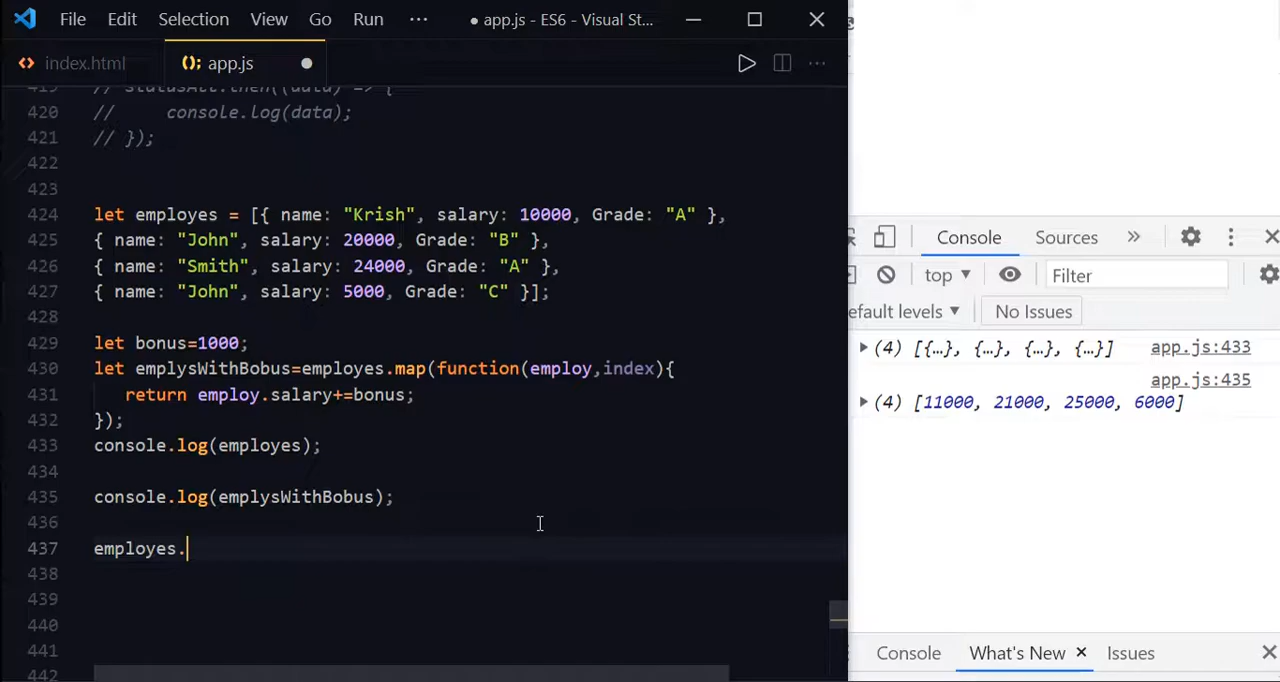 File Edit Selection View Go Run ··· ● app.js - ES6 - Visual St...
index.html
app.js
419 // statusAll.then((data) => {
420 //     console.log(data);
421 // });
422
423
424 let employes = [{ name: "Krish", salary: 10000, Grade: "A" },
425 { name: "John", salary: 20000, Grade: "B" },
426 { name: "Smith", salary: 24000, Grade: "A" },
427 { name: "John", salary: 5000, Grade: "C" }];
428
429 let bonus=1000;
430 let emplysWithBobus=employes.map(function(employ,index){
431    return employ.salary+=bonus;
432 });
433 console.log(employes);
434
435 console.log(emplysWithBobus);
436
437 employes.
438
439
440
441
442
Console Sources »
top ▼ Filter
efault levels ▼ No Issues
(4) [{…}, {…}, {…}, {…}] app.js:433
app.js:435
(4) [11000, 21000, 25000, 6000]
Console What's New × Issues